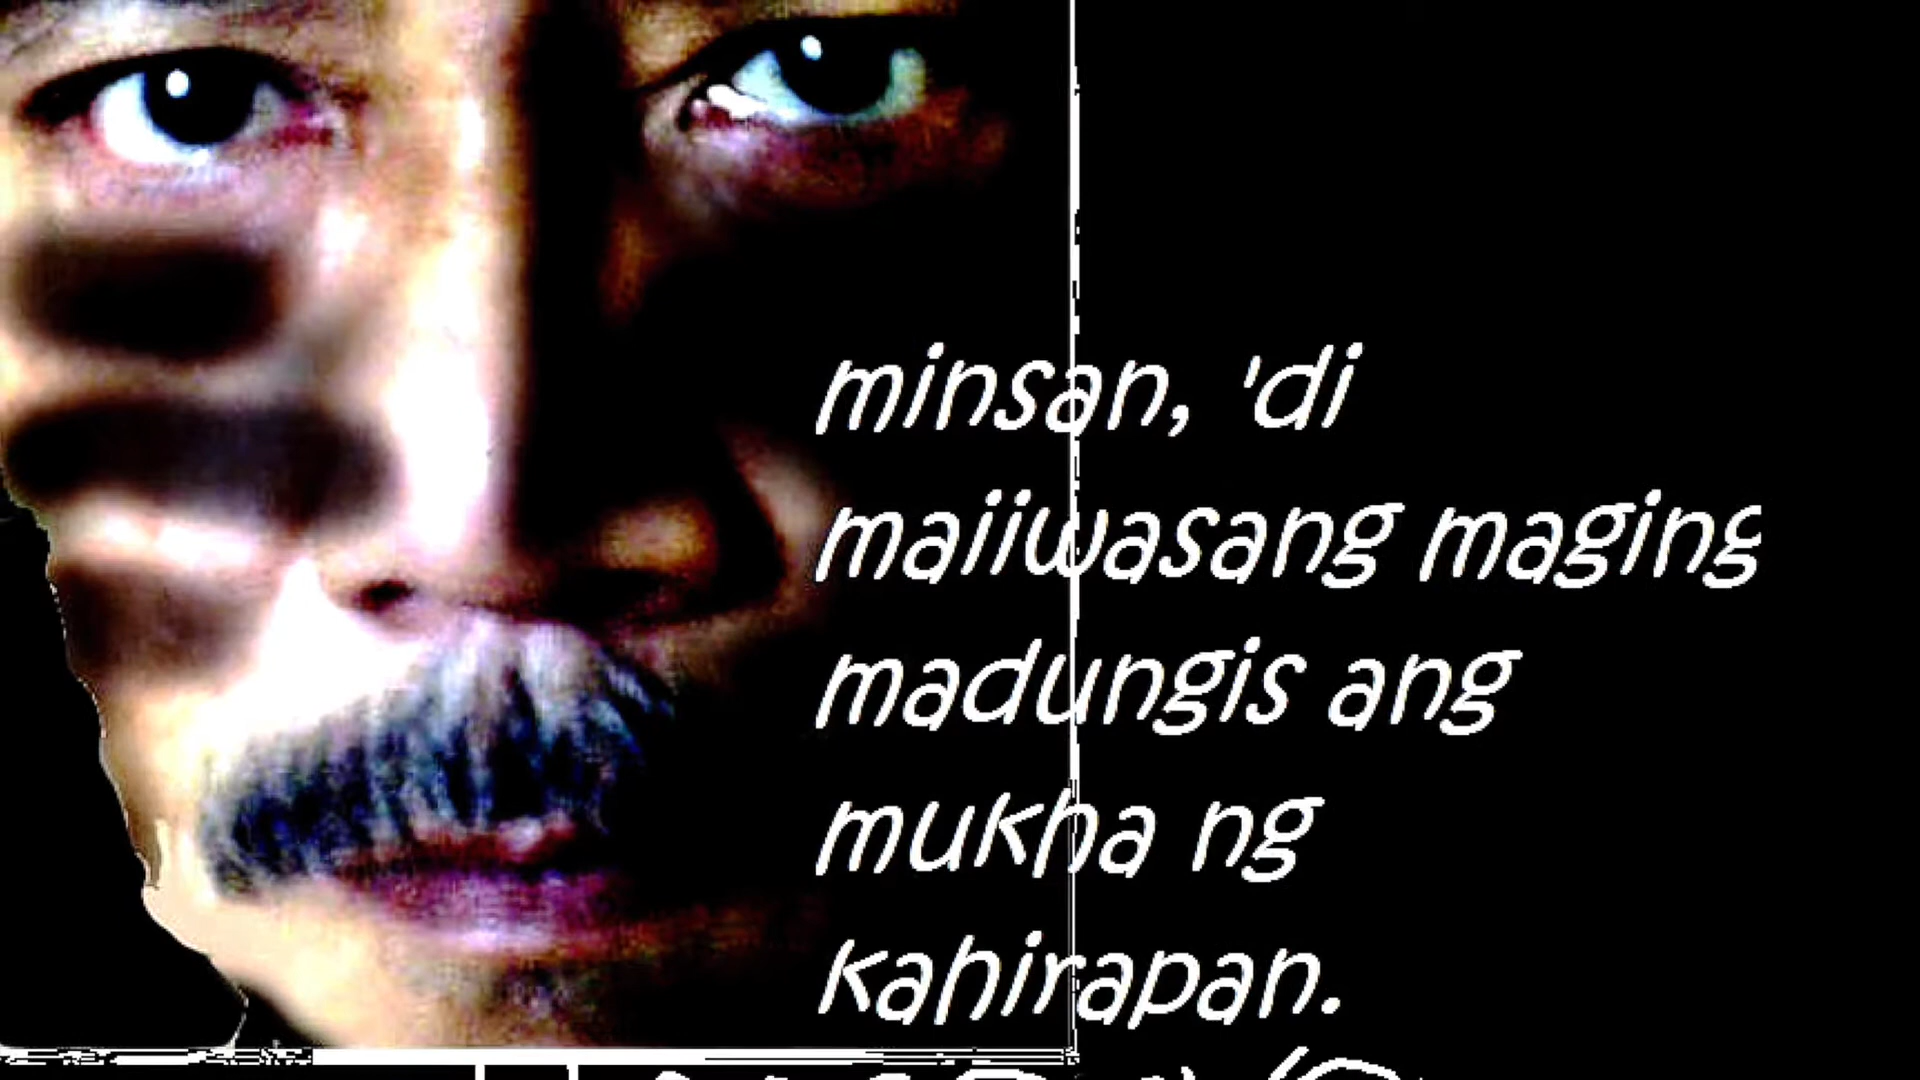 minsan, 'di
maiiwasang maging
madungis ang
mukha ng
kahirapan.